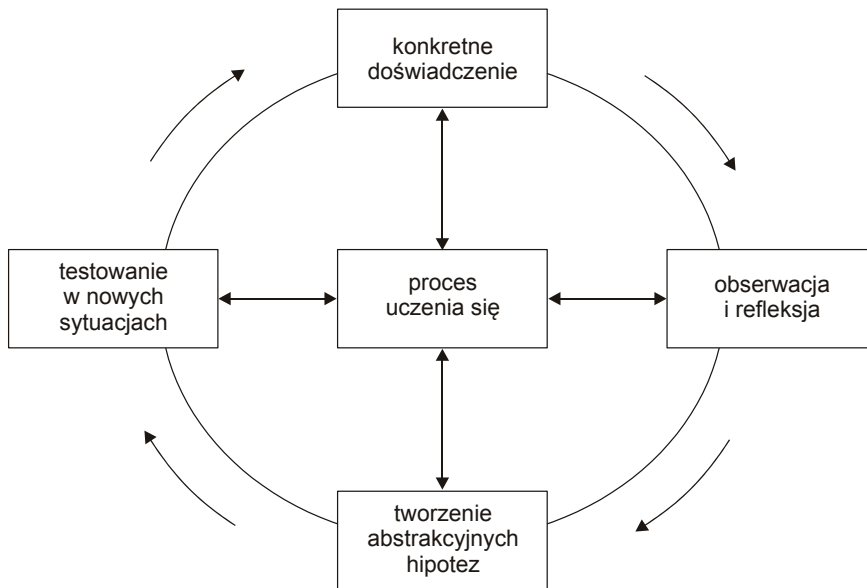 konkretne
doświadczenie
testowanie
w nowych
sytuacjach
proces
uczenia się
obserwacja
i refleksja
tworzenie
abstrakcyjnych
hipotez